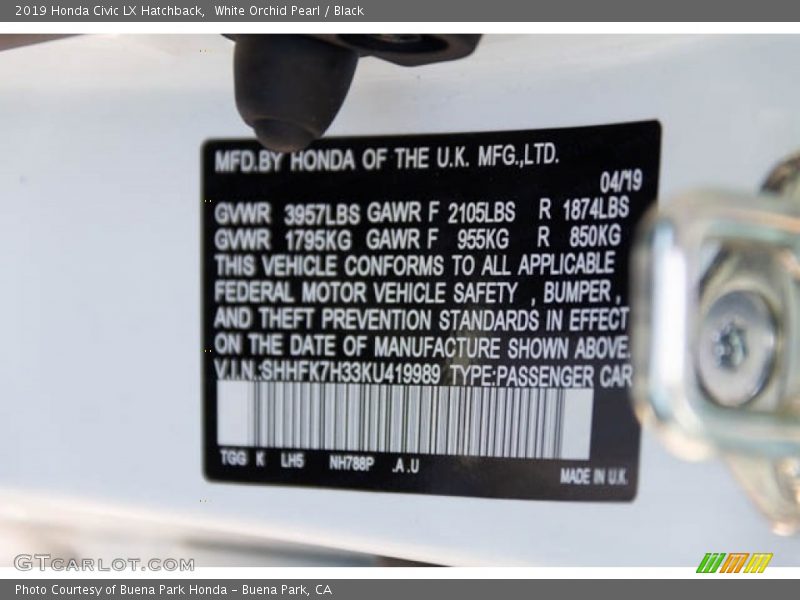 2019 Honda Civic LX Hatchback, White Orchid Pearl / Black
MFD.BY HONDA OF THE U.K. MFG.,LTD.
04/19
GVWR 3957LBS GAWR F 2105LBS R 1874LBS
GVWR 1795KG GAWR F 955KG R 850KG
THIS VEHICLE CONFORMS TO ALL APPLICABLE
FEDERAL MOTOR VEHICLE SAFETY , BUMPER ,
AND THEFT PREVENTION STANDARDS IN EFFECT
ON THE DATE OF MANUFACTURE SHOWN ABOVE.
V.I.N.:SHHFK7H33KU419989 TYPE:PASSENGER CAR
TGG K LH5 NH788P .A .U
MADE IN U.K.
GTCARLOT.COM
Photo Courtesy of Buena Park Honda - Buena Park, CA